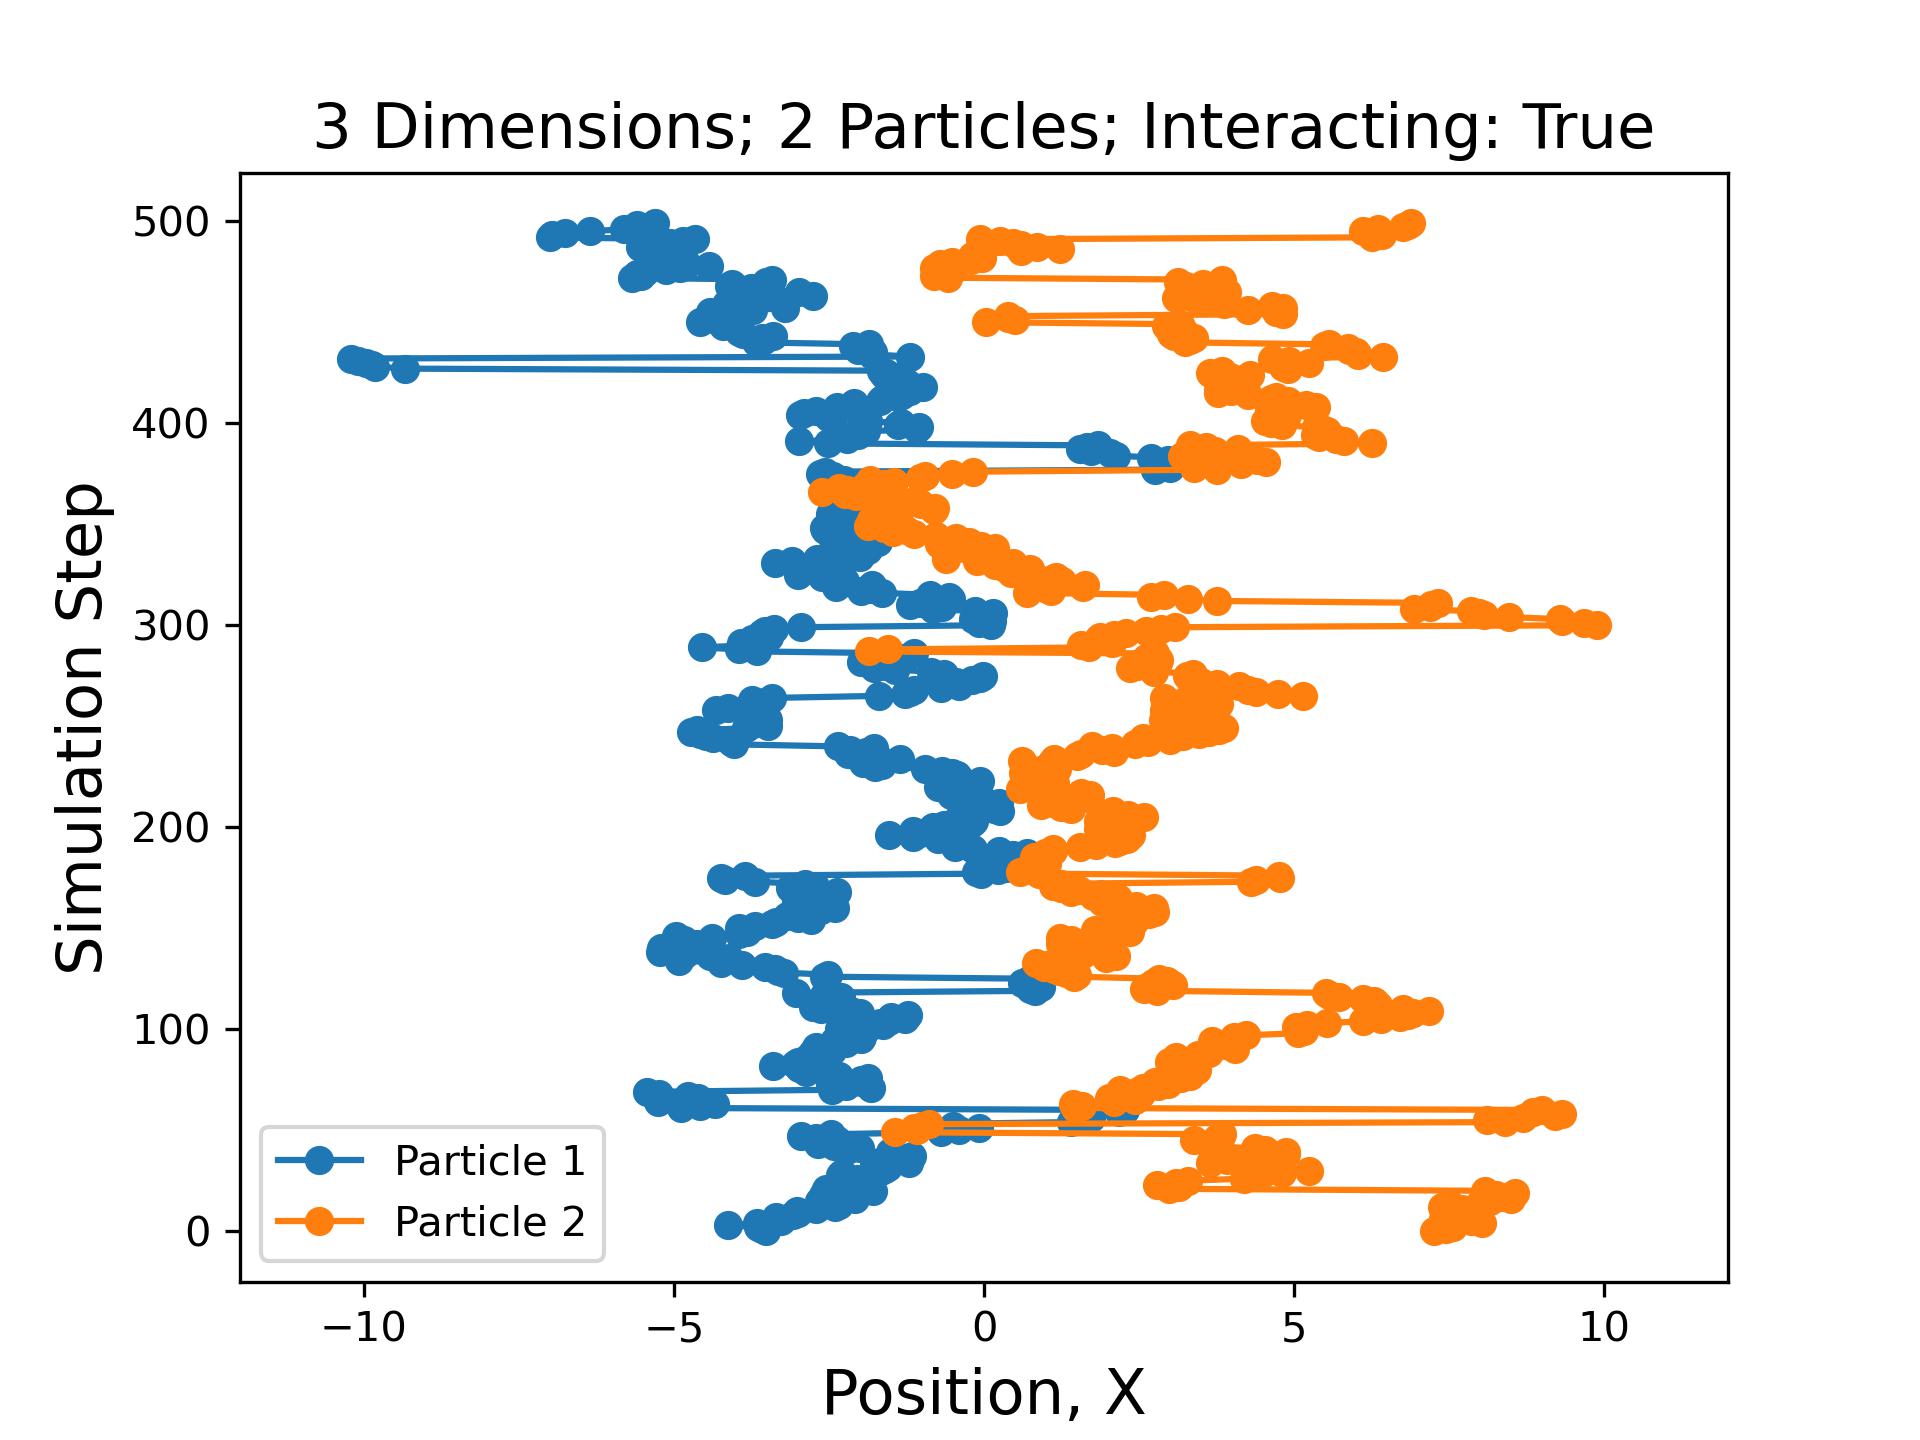 3 Dimensions; 2 Particles; Interacting: True
Simulation Step
500
400
300
200
100
0
Particle 1
Particle 2
−10
−5
0
5
10
Position, X